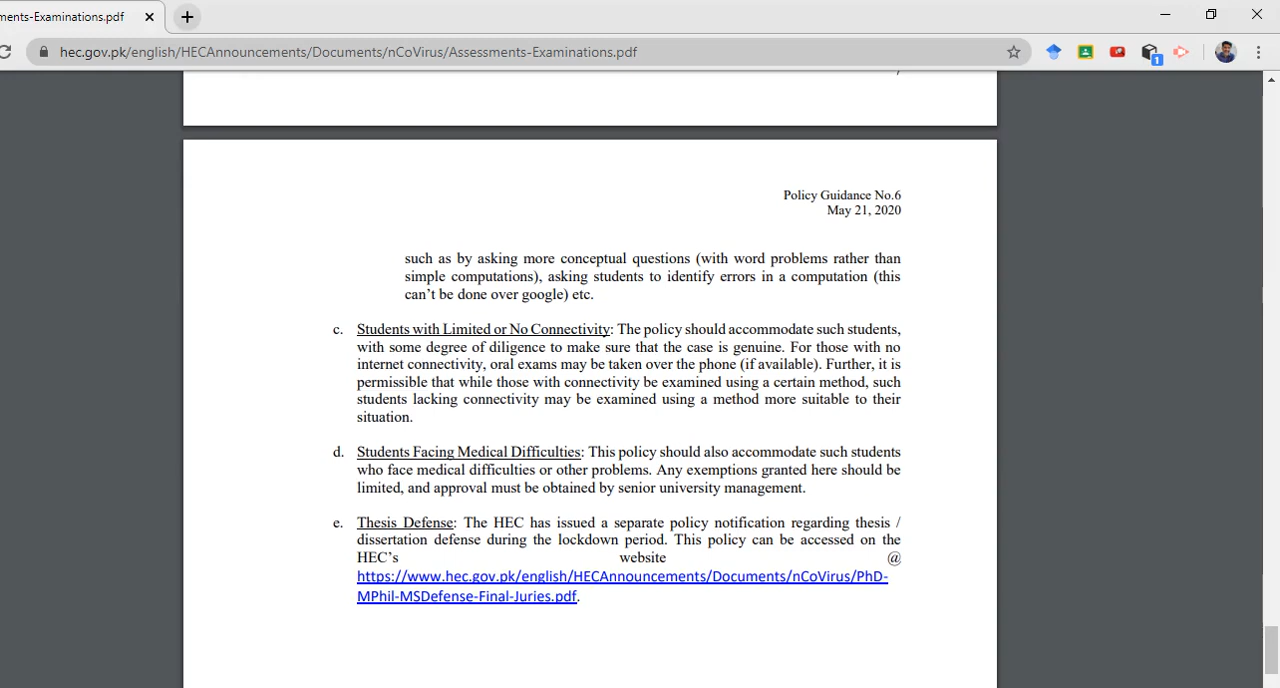 ments-Examinations.pdf
hec.gov.pk/english/HECAnnouncements/Documents/nCoVirus/Assessments-Examinations.pdf
1
Policy Guidance No.6
May 21, 2020
such as by asking more conceptual questions (with word problems rather than
simple computations), asking students to identify errors in a computation (this
can’t be done over google) etc.
c. Students with Limited or No Connectivity: The policy should accommodate such students,
with some degree of diligence to make sure that the case is genuine. For those with no
internet connectivity, oral exams may be taken over the phone (if available). Further, it is
permissible that while those with connectivity be examined using a certain method, such
students lacking connectivity may be examined using a method more suitable to their
situation.
d. Students Facing Medical Difficulties: This policy should also accommodate such students
who face medical difficulties or other problems. Any exemptions granted here should be
limited, and approval must be obtained by senior university management.
e. Thesis Defense: The HEC has issued a separate policy notification regarding thesis /
dissertation defense during the lockdown period. This policy can be accessed on the
HEC’s website @
https://www.hec.gov.pk/english/HECAnnouncements/Documents/nCoVirus/PhD-
MPhil-MSDefense-Final-Juries.pdf.